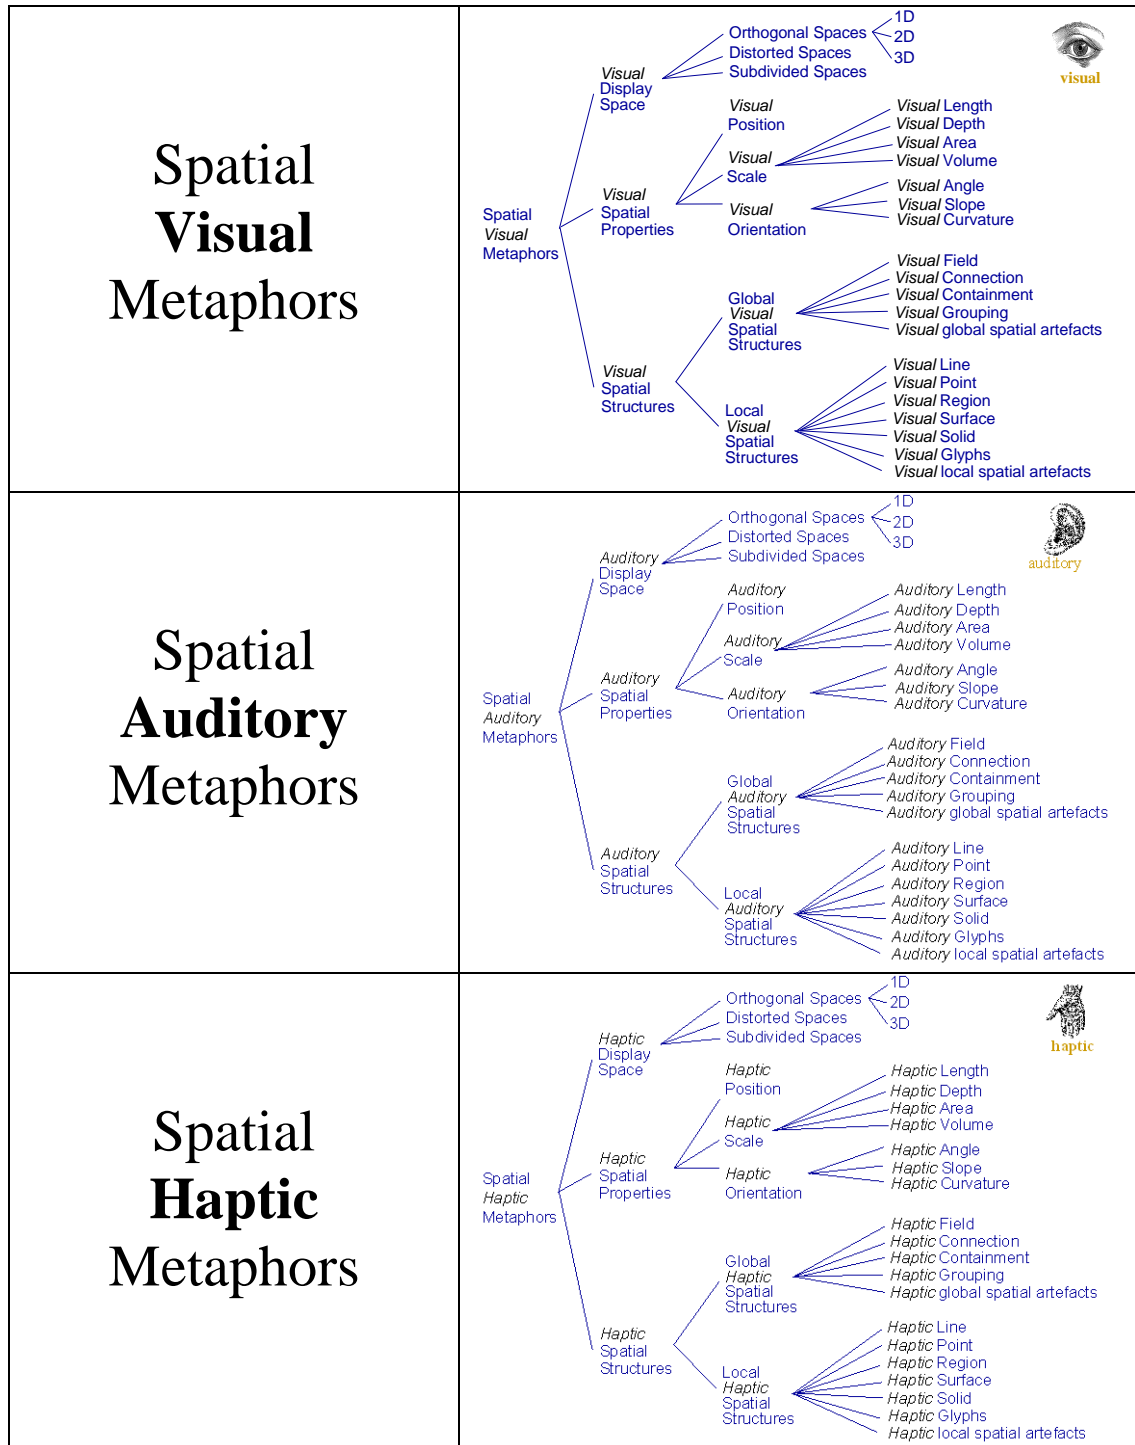 Spatial
Visual
Metaphors
Spatial
Visual
Metaphors
Visual
Display
Space
Orthogonal Spaces
Distorted Spaces
Subdivided Spaces
1D
2D
3D
visual
Visual
Spatial
Properties
Visual
Position
Visual
Scale
Visual
Orientation
Visual Length
Visual Depth
Visual Area
Visual Volume
Visual Angle
Visual Slope
Visual Curvature
Visual
Spatial
Structures
Global
Visual
Spatial
Structures
Visual Field
Visual Connection
Visual Containment
Visual Grouping
Visual global spatial artefacts
Local
Visual
Spatial
Structures
Visual Line
Visual Point
Visual Region
Visual Surface
Visual Solid
Visual Glyphs
Visual local spatial artefacts
Spatial
Auditory
Metaphors
Spatial
Auditory
Metaphors
Auditory
Display
Space
Orthogonal Spaces
Distorted Spaces
Subdivided Spaces
1D
2D
3D
auditory
Auditory
Spatial
Properties
Auditory
Position
Auditory
Scale
Auditory
Orientation
Auditory Length
Auditory Depth
Auditory Area
Auditory Volume
Auditory Angle
Auditory Slope
Auditory Curvature
Auditory
Spatial
Structures
Global
Auditory
Spatial
Structures
Auditory Field
Auditory Connection
Auditory Containment
Auditory Grouping
Auditory global spatial artefacts
Local
Auditory
Spatial
Structures
Auditory Line
Auditory Point
Auditory Region
Auditory Surface
Auditory Solid
Auditory Glyphs
Auditory local spatial artefacts
Spatial
Haptic
Metaphors
Spatial
Haptic
Metaphors
Haptic
Display
Space
Orthogonal Spaces
Distorted Spaces
Subdivided Spaces
1D
2D
3D
haptic
Haptic
Spatial
Properties
Haptic
Position
Haptic
Scale
Haptic
Orientation
Haptic Length
Haptic Depth
Haptic Area
Haptic Volume
Haptic Angle
Haptic Slope
Haptic Curvature
Haptic
Spatial
Structures
Global
Haptic
Spatial
Structures
Haptic Field
Haptic Connection
Haptic Containment
Haptic Grouping
Haptic global spatial artefacts
Local
Haptic
Spatial
Structures
Haptic Line
Haptic Point
Haptic Region
Haptic Surface
Haptic Solid
Haptic Glyphs
Haptic local spatial artefacts